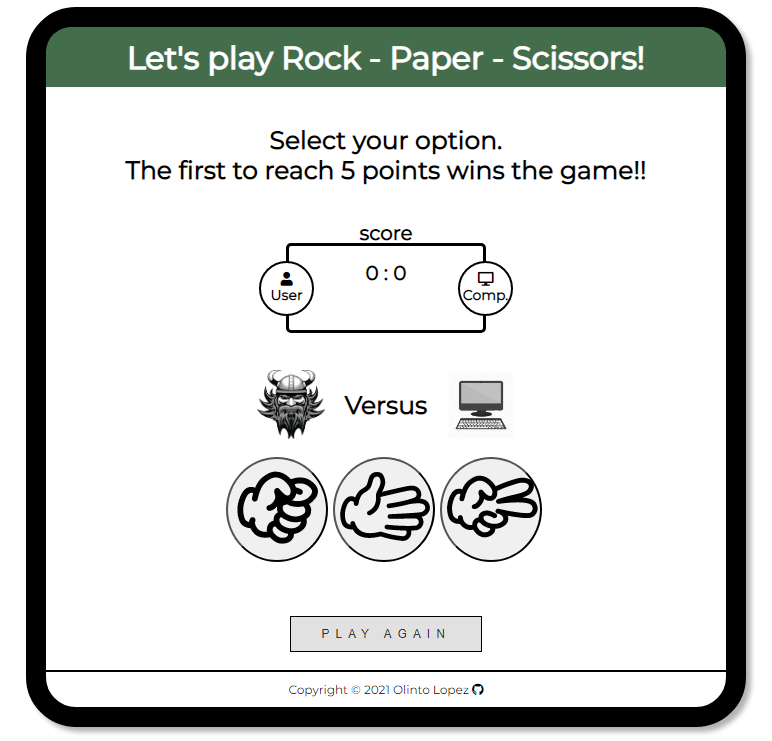 Let's play Rock - Paper - Scissors!
Select your option.
The first to reach 5 points wins the game!!
score
0 : 0
User
Comp.
Versus
PLAY AGAIN
Copyright © 2021 Olinto Lopez